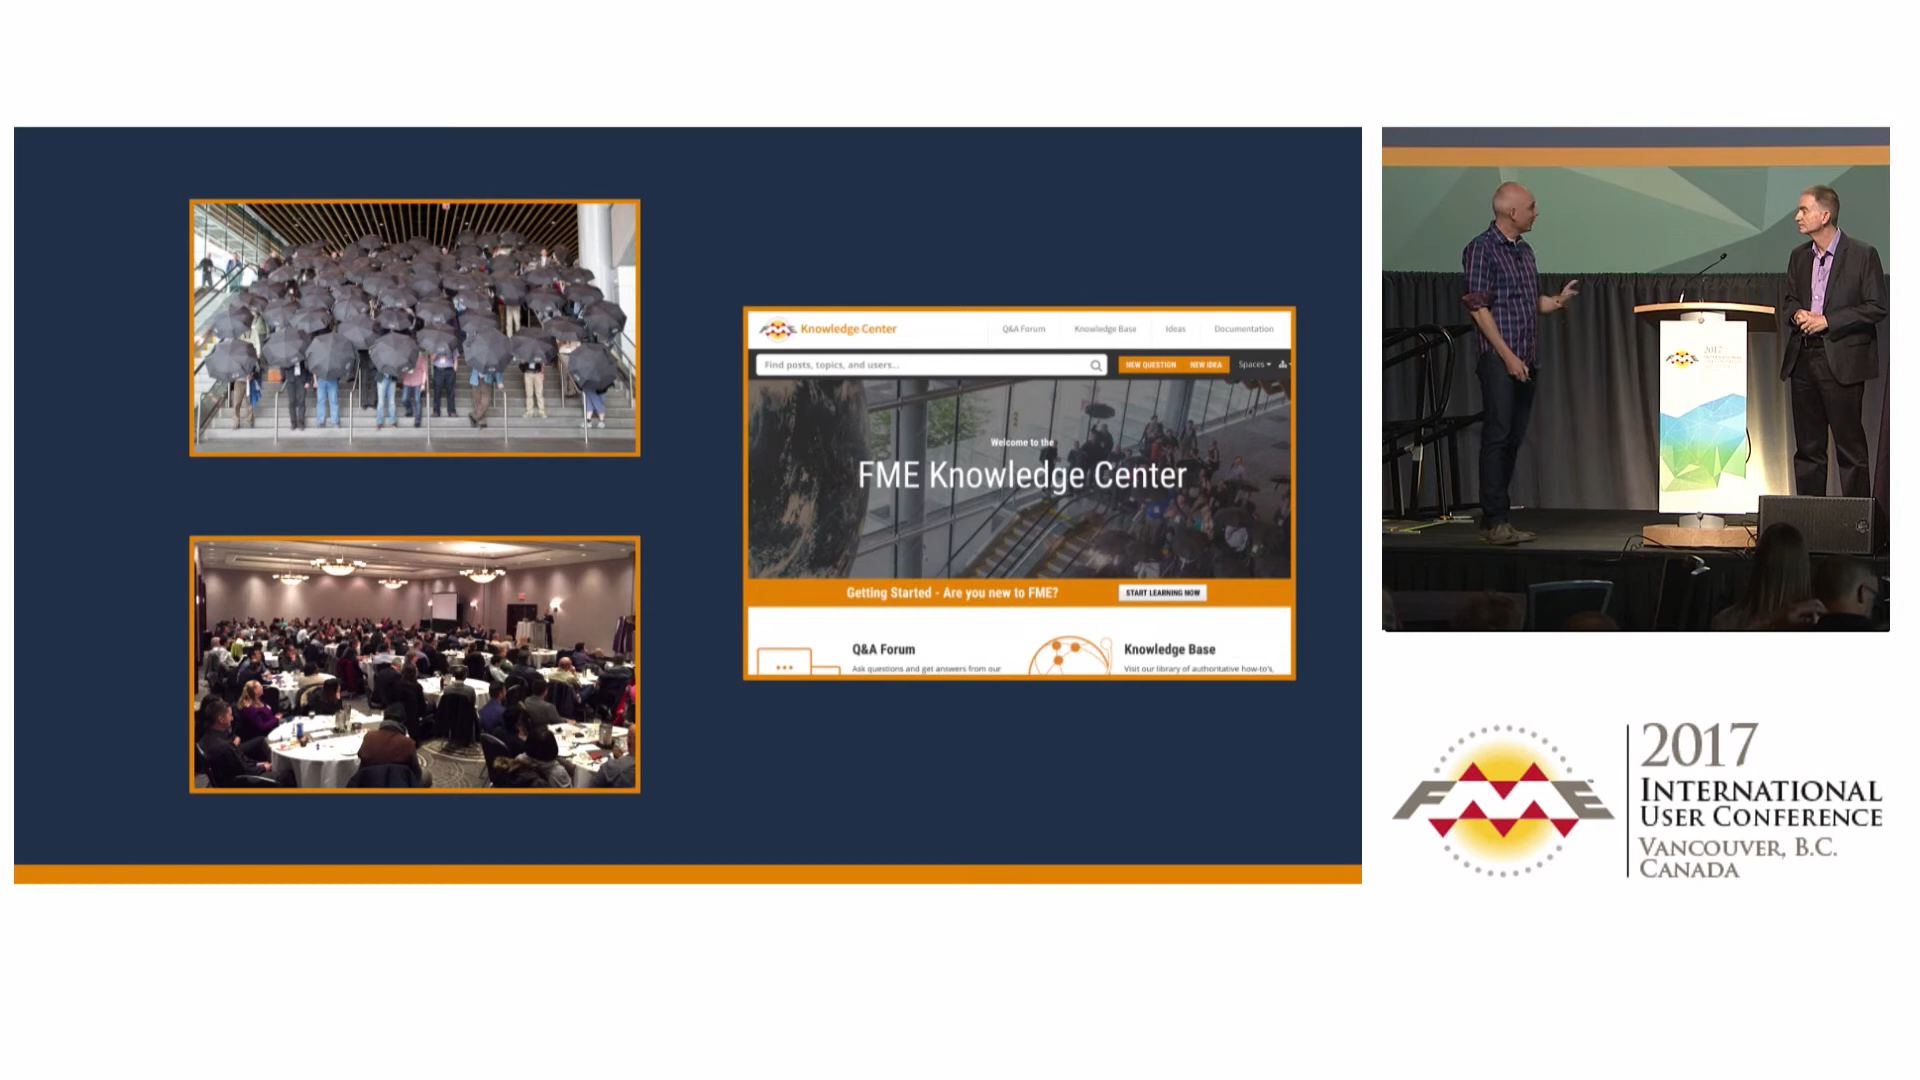 Knowledge Center
Q&A Forum
Knowledge Base
Ideas
Documentation
Find posts, topics, and users...
NEW QUESTION
NEW IDEA
Spaces
Welcome to the
FME Knowledge Center
Getting Started - Are you new to FME?
START LEARNING NOW
Q&A Forum
Ask questions and get answers from our
Knowledge Base
Visit our library of authoritative how-to's,
2017
FME
2017
INTERNATIONAL
USER CONFERENCE
VANCOUVER, B.C.
CANADA